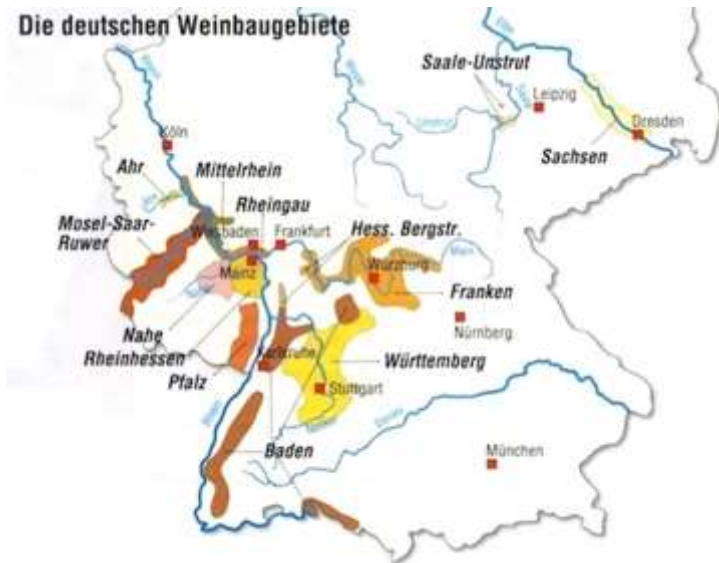 Die deutschen Weinbaugebiete
Saale-Unstrut
Leipzig
Dresden
Sachsen
Köln
Ahr
Mittelrhein
Rheingau
Mosel-Saar-
Ruwer
Wiesbaden
Frankfurt
Hess. Bergstr.
Mainz
Main
Würzburg
Franken
Nürnberg
Nahe
Rheinhessen
Pfalz
Karlsruhe
Württemberg
Stuttgart
Baden
München